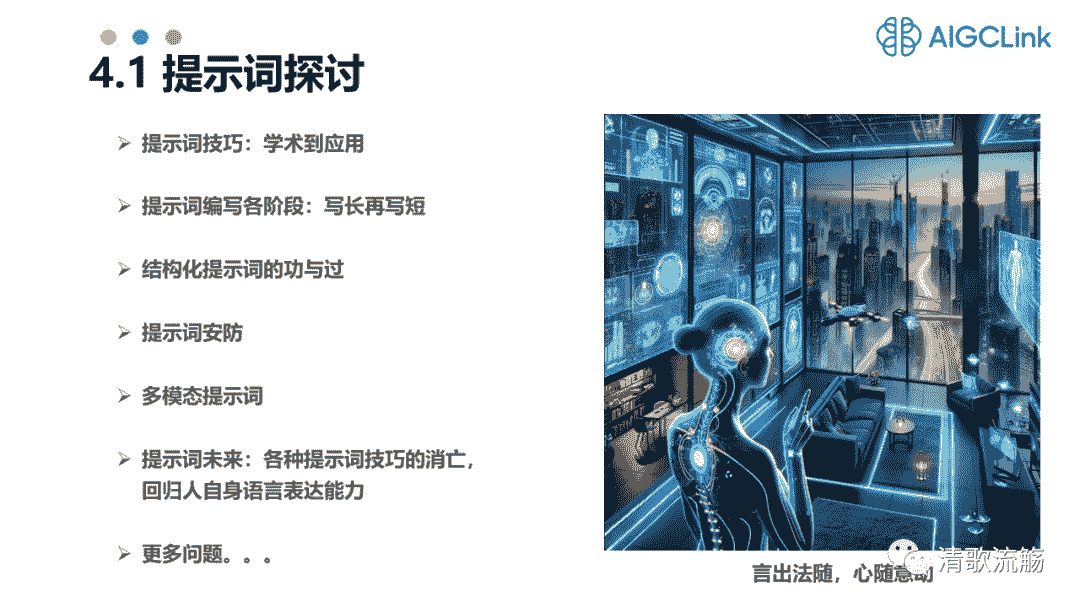 AIGCLink
4.1 提示词探讨
提示词技巧：学术到应用
提示词编写各阶段：写长再写短
结构化提示词的功与过
提示词安防
多模态提示词
提示词未来：各种提示词技巧的消亡，
回归人自身语言表达能力
更多问题。。。
清歌流觞
言出法随，心随意动